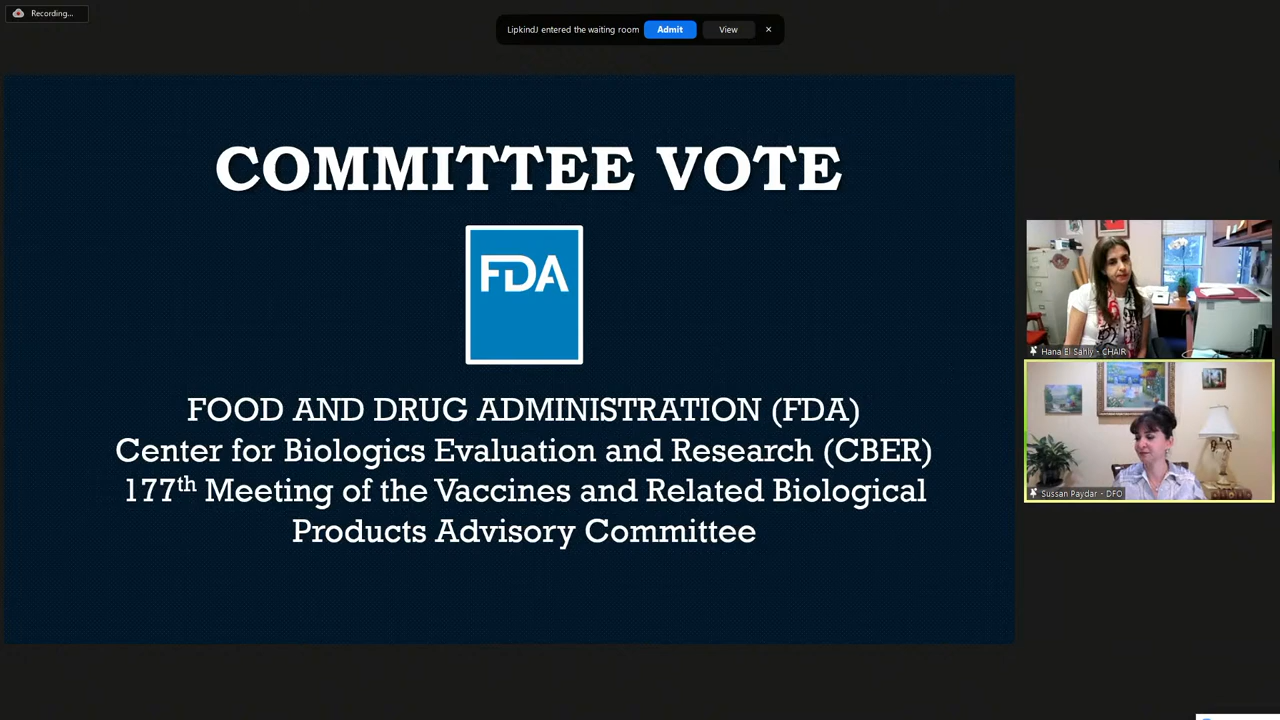 Recording...
LipkindJ entered the waiting room Admit View ×
COMMITTEE VOTE
FDA
FOOD AND DRUG ADMINISTRATION (FDA)
Center for Biologics Evaluation and Research (CBER)
177th Meeting of the Vaccines and Related Biological
Products Advisory Committee
Hana El Sahly - CHAIR
Sussan Paydar - DFO